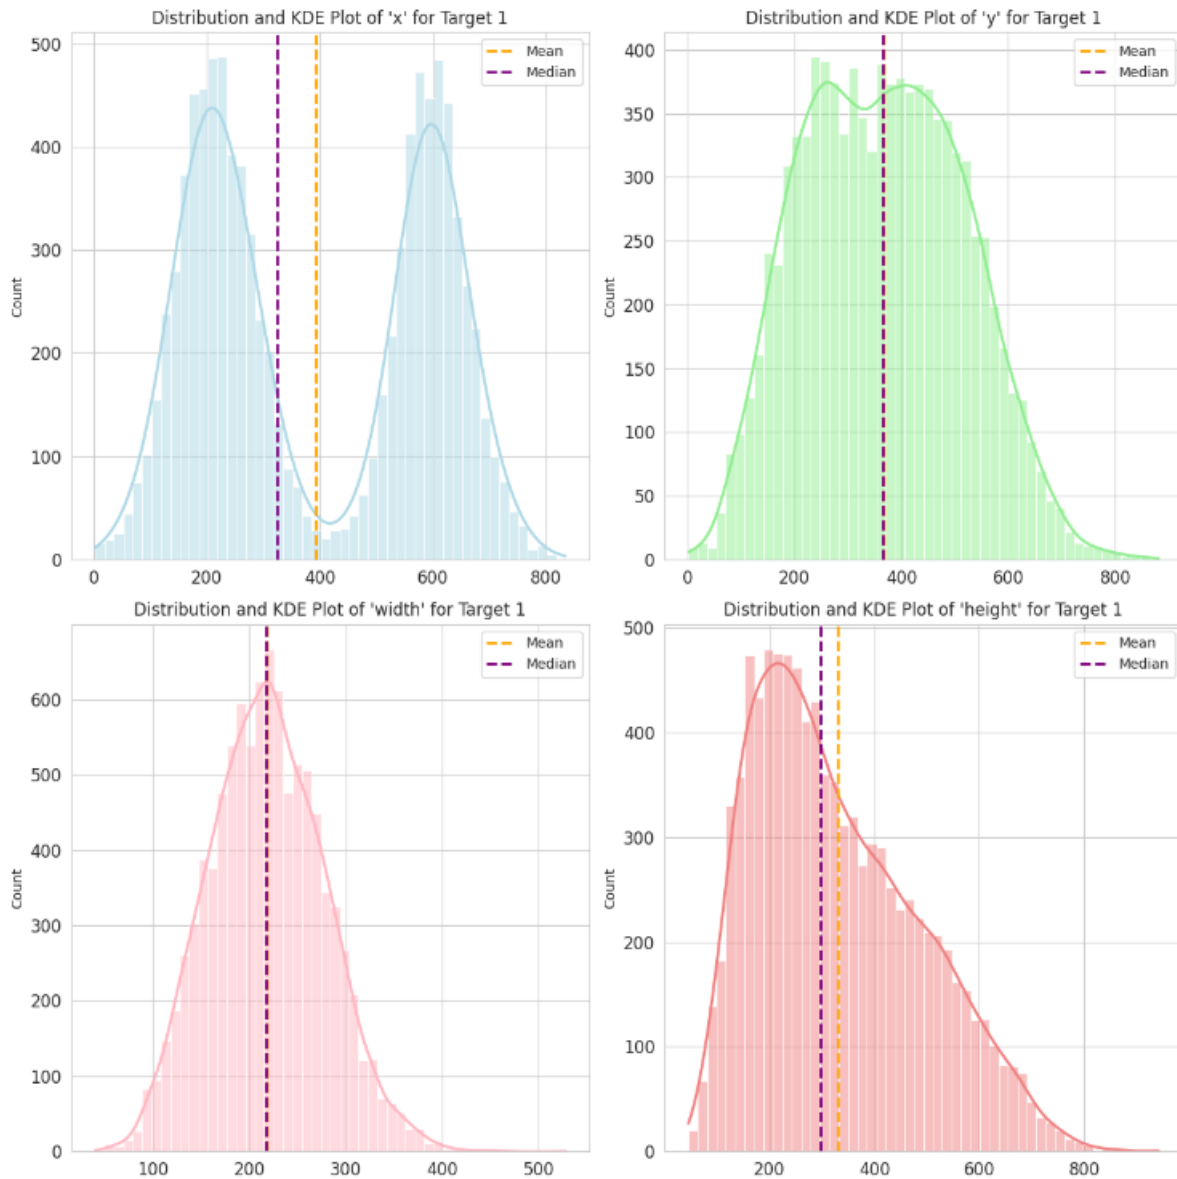 Distribution and KDE Plot of 'x' for Target 1
500
400
300
200
100
0
Count
0 200 400 600 800
Mean
Median
Distribution and KDE Plot of 'y' for Target 1
400
350
300
250
200
150
100
50
0
Count
0 200 400 600 800
Mean
Median
Distribution and KDE Plot of 'width' for Target 1
600
500
400
300
200
100
0
Count
100 200 300 400 500
Mean
Median
Distribution and KDE Plot of 'height' for Target 1
500
400
300
200
100
0
Count
200 400 600 800
Mean
Median